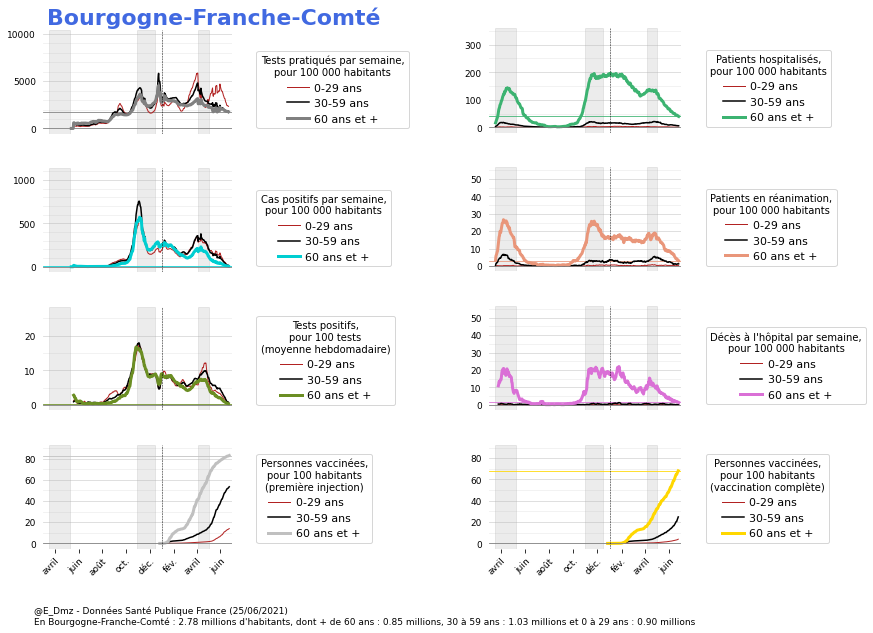 Bourgogne-Franche-Comté
10000
5000
0
Tests pratiqués par semaine,
pour 100 000 habitants
0-29 ans
30-59 ans
60 ans et +
300
200
100
0
Patients hospitalisés,
pour 100 000 habitants
0-29 ans
30-59 ans
60 ans et +
1000
500
0
Cas positifs par semaine,
pour 100 000 habitants
0-29 ans
30-59 ans
60 ans et +
50
40
30
20
10
0
Patients en réanimation,
pour 100 000 habitants
0-29 ans
30-59 ans
60 ans et +
20
10
0
Tests positifs,
pour 100 tests
(moyenne hebdomadaire)
0-29 ans
30-59 ans
60 ans et +
50
40
30
20
10
0
Décès à l'hôpital par semaine,
pour 100 000 habitants
0-29 ans
30-59 ans
60 ans et +
80
60
40
20
0
Personnes vaccinées,
pour 100 habitants
(première injection)
0-29 ans
30-59 ans
60 ans et +
avril juin août oct. déc. fév. avril juin
80
60
40
20
0
Personnes vaccinées,
pour 100 habitants
(vaccination complète)
0-29 ans
30-59 ans
60 ans et +
avril juin août oct. déc. fév. avril juin
@E_Dmz - Données Santé Publique France (25/06/2021)
En Bourgogne-Franche-Comté : 2.78 millions d'habitants, dont + de 60 ans : 0.85 millions, 30 à 59 ans : 1.03 millions et 0 à 29 ans : 0.90 millions